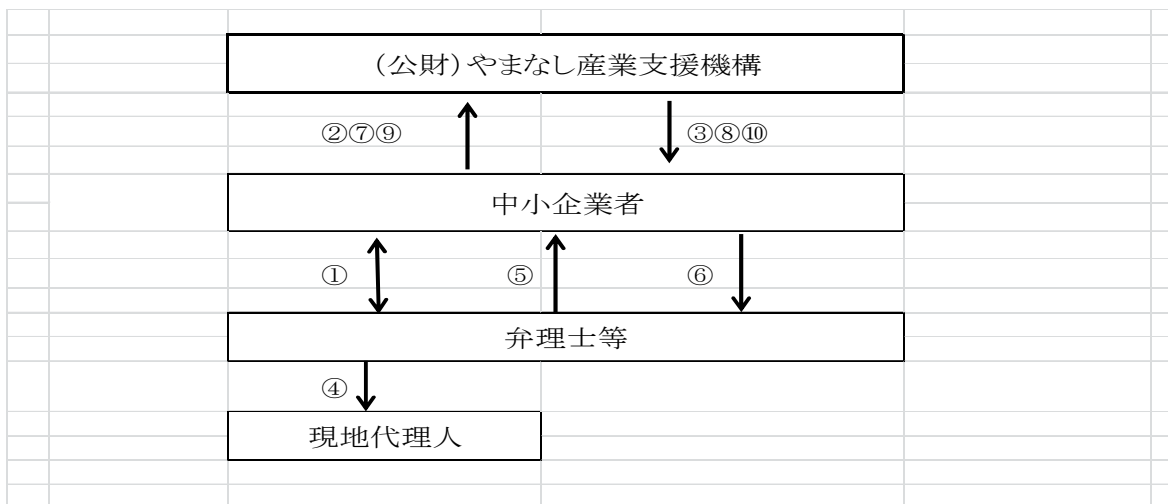 (公財)やまなし産業支援機構
②⑦⑨
③⑧⑩
中小企業者
①
⑤
⑥
弁理士等
④
現地代理人